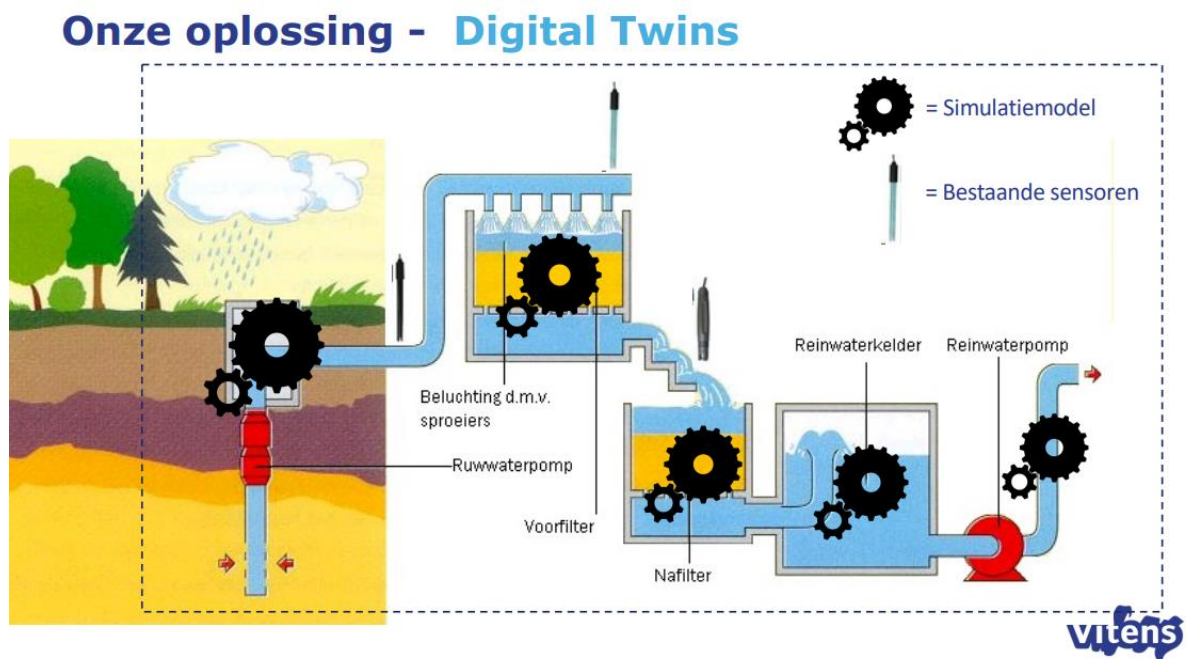 Onze oplossing - Digital Twins
= Simulatiemodel
= Bestaande sensoren
Reinwaterkelder
Reinwaterpomp
Beluchting d.m.v.
sproeiers
Ruwwaterpomp
Voorfilter
Nafilter
vitens